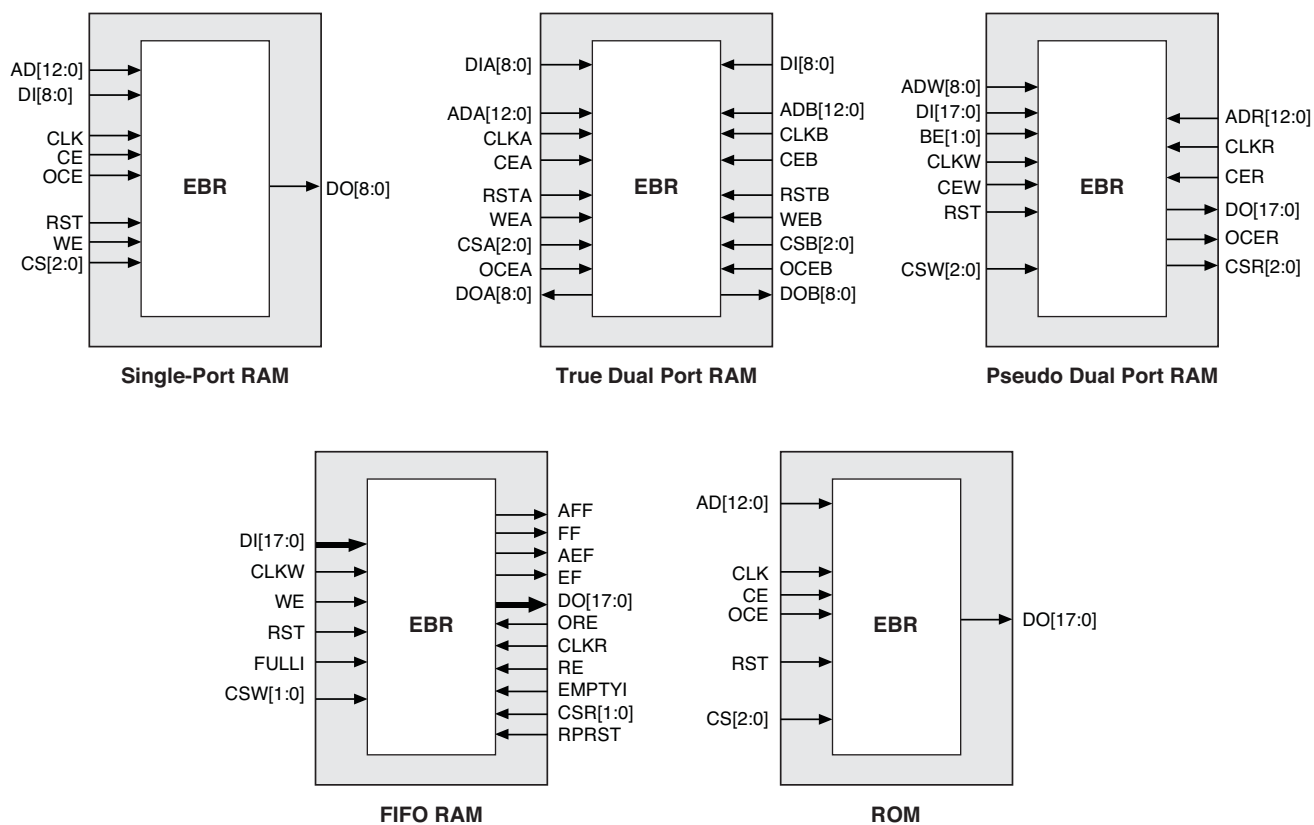 AD[12:0]
DI[8:0]
CLK
CE
OCE
RST
WE
CS[2:0]
EBR
DO[8:0]
Single-Port RAM
DIA[8:0]
ADA[12:0]
CLKA
CEA
RSTA
WEA
CSA[2:0]
OCEA
DOA[8:0]
EBR
DI[8:0]
ADB[12:0]
CLKB
CEB
RSTB
WEB
CSB[2:0]
OCEB
DOB[8:0]
True Dual Port RAM
ADW[8:0]
DI[17:0]
BE[1:0]
CLKW
CEW
RST
CSW[2:0]
EBR
ADR[12:0]
CLKR
CER
DO[17:0]
OCER
CSR[2:0]
Pseudo Dual Port RAM
DI[17:0]
CLKW
WE
RST
FULLI
CSW[1:0]
EBR
AFF
FF
AEF
EF
DO[17:0]
ORE
CLKR
RE
EMPTYI
CSR[1:0]
RPRST
FIFO RAM
AD[12:0]
CLK
CE
OCE
RST
CS[2:0]
EBR
DO[17:0]
ROM